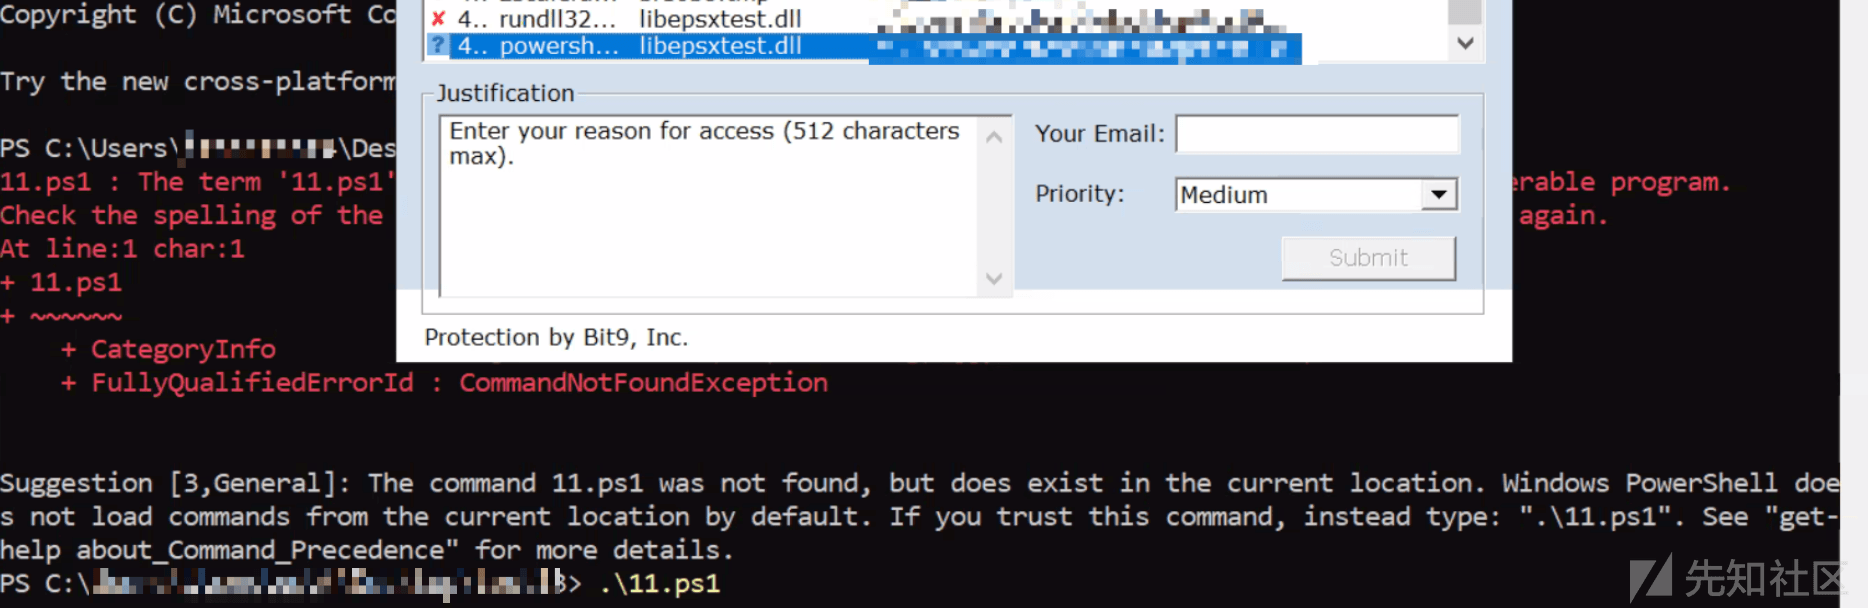 Copyright (C) Microsoft Co
4.. rundll32... libepsxtest.dll
? 4.. powersh... libepsxtest.dll
Try the new cross-platform
Justification
Enter your reason for access (512 characters
max).
Your Email:
PS C:\Users\ \Des
11.ps1 : The term '11.ps1' erable program.
Priority: Medium
Check the spelling of the again.
At line:1 char:1
Submit
+ 11.ps1
+ ~~~~~~
Protection by Bit9, Inc.
+ CategoryInfo
+ FullyQualifiedErrorId : CommandNotFoundException
Suggestion [3,General]: The command 11.ps1 was not found, but does exist in the current location. Windows PowerShell doe
s not load commands from the current location by default. If you trust this command, instead type: ".\11.ps1". See "get-
help about_Command_Precedence" for more details.
PS C:\ > .\11.ps1
先知社区